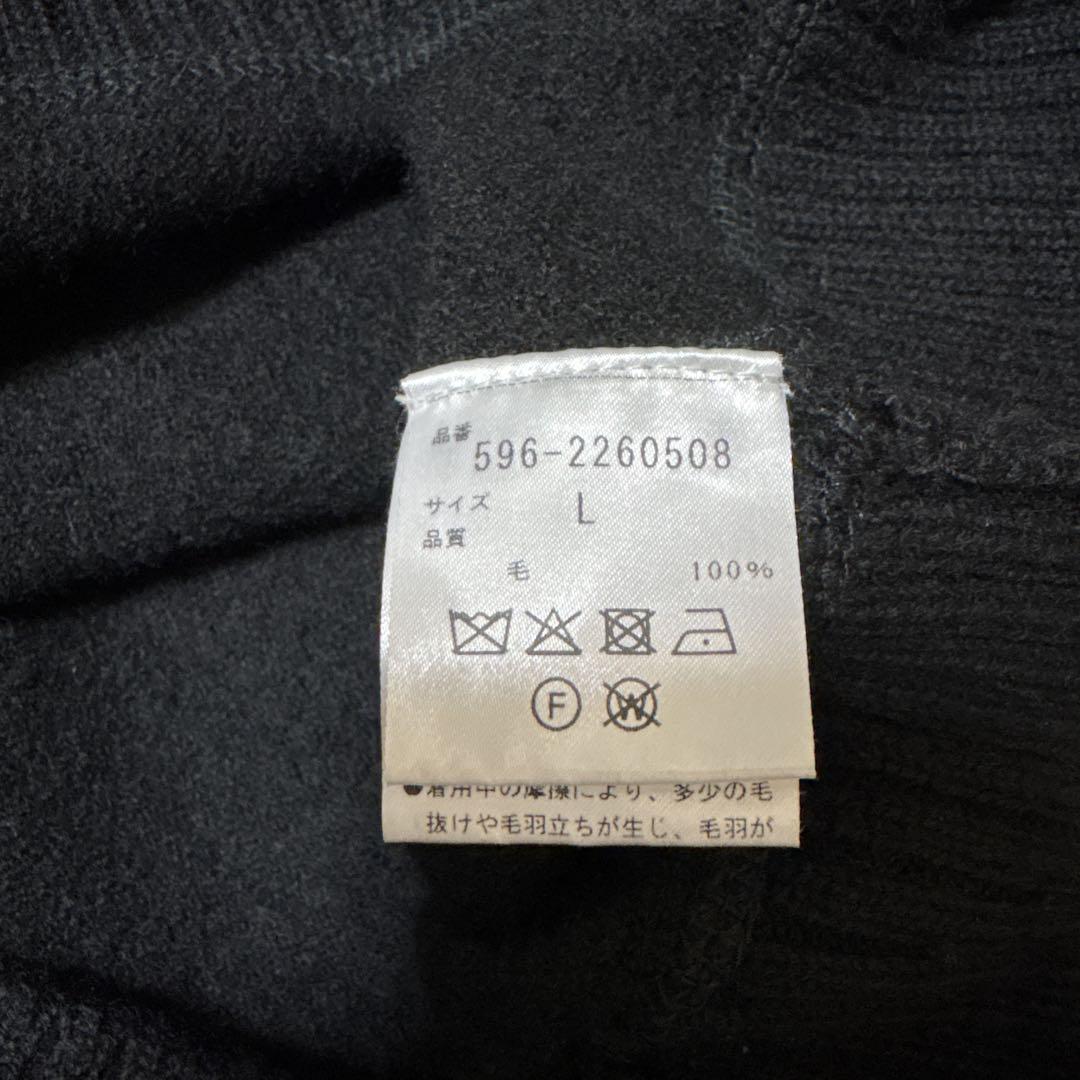 品番 596-2260508
サイズ L
品質
毛 100%
F W
●着用中の摩擦により、多少の毛
抜けや毛羽立ちが生じ、毛羽が